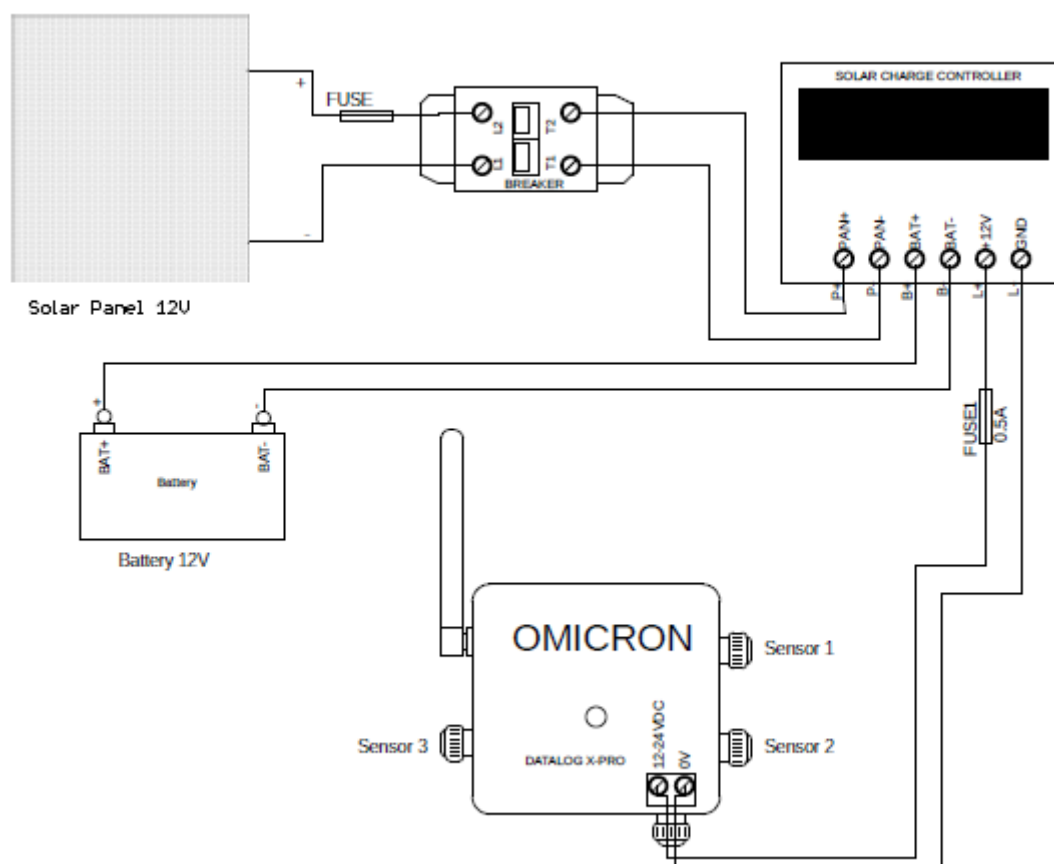 SOLAR CHARGE CONTROLLER
+
FUSE
L2
T2
L1
T1
BREAKER
-
PAN+
PAN-
BAT+
BAT-
+12V
GND
P+
P-
B+
B-
L+
L-
Solar Panel 12V
+
-
BAT+
BAT-
Battery
Battery 12V
FUSE1
0.5A
OMICRON
Sensor 1
Sensor 2
Sensor 3
DATALOG X-PRO
12-24VDC
0V